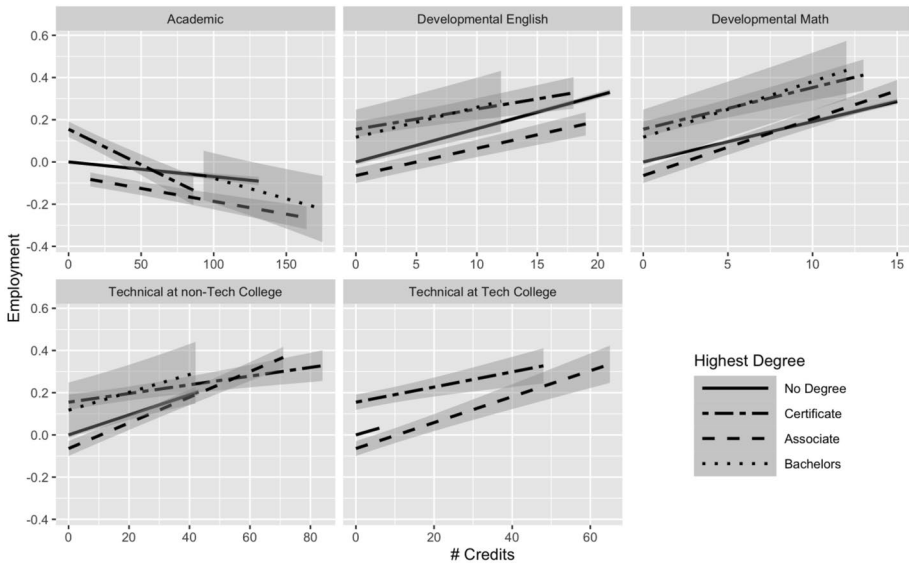 Academic
Developmental English
Developmental Math
0.6
0.4
0.2
0.0
-0.2
-0.4
0 50 100 150
0 5 10 15 20
0 5 10 15
Employment
Technical at non-Tech College
Technical at Tech College
0.6
0.4
0.2
0.0
-0.2
-0.4
0 20 40 60 80
0 20 40 60
# Credits
Highest Degree
No Degree
Certificate
Associate
Bachelors